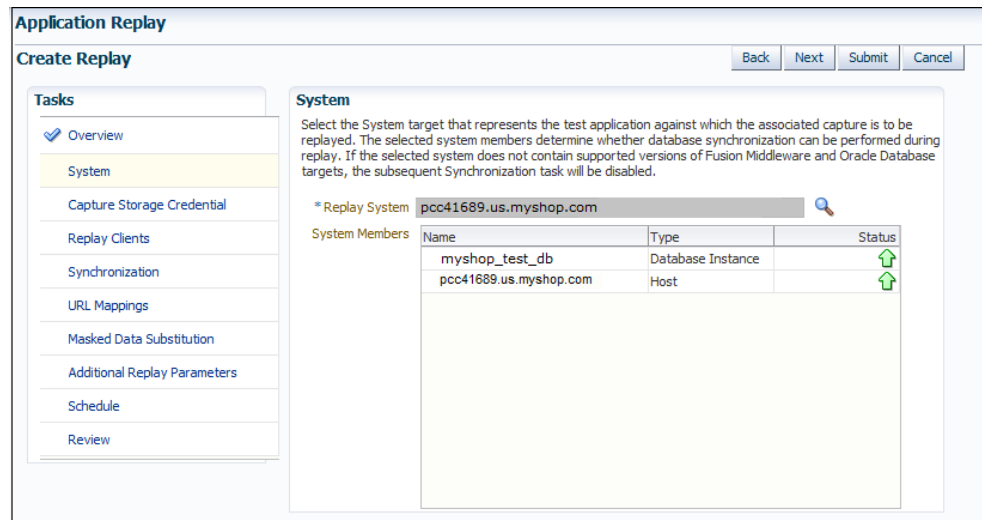 Application Replay
Create Replay
Back Next Submit Cancel
Tasks
Overview
System
Capture Storage Credential
Replay Clients
Synchronization
URL Mappings
Masked Data Substitution
Additional Replay Parameters
Schedule
Review
System
Select the System target that represents the test application against which the associated capture is to be
replayed. The selected system members determine whether database synchronization can be performed during
replay. If the selected system does not contain supported versions of Fusion Middleware and Oracle Database
targets, the subsequent Synchronization task will be disabled.
* Replay System pcc41689.us.myshop.com
System Members Name Type Status
myshop_test_db Database Instance
pcc41689.us.myshop.com Host